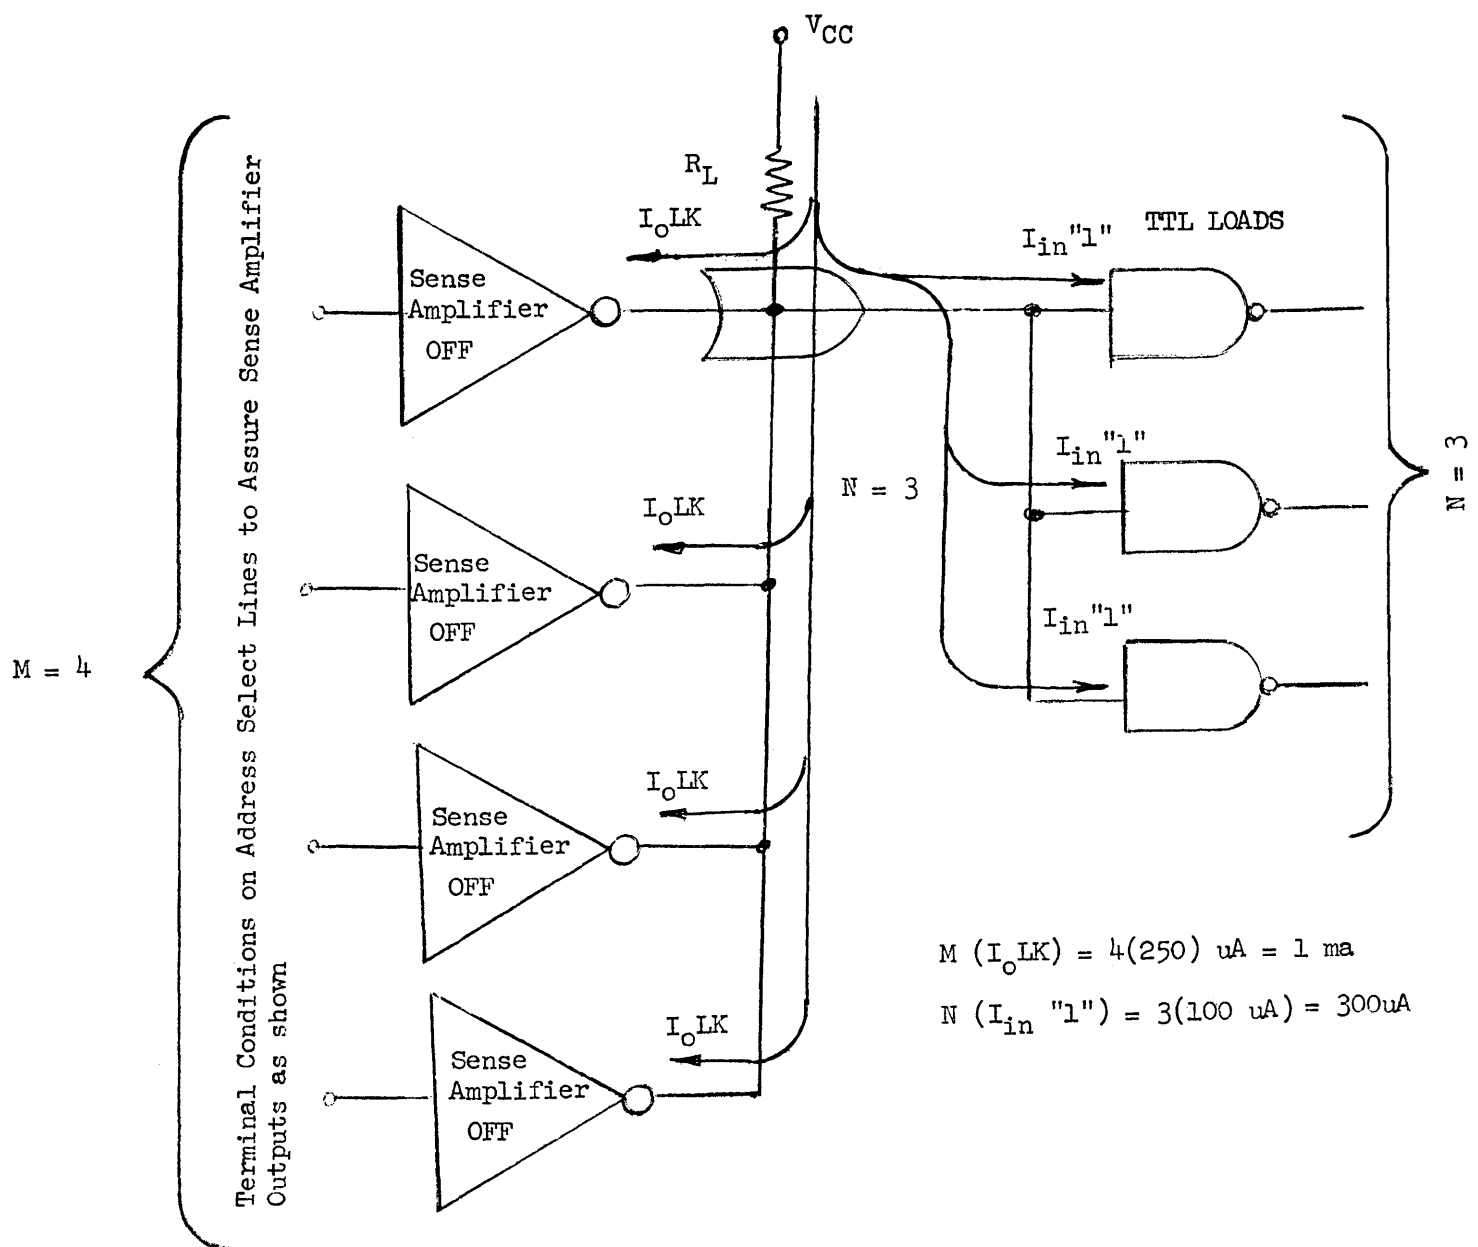 V_CC
R_L
I_oLK
I_in"1"
TTL LOADS
Sense
Amplifier
OFF
I_in"1"
N = 3
N = 3
I_oLK
Sense
Amplifier
OFF
I_in"1"
M = 4
Terminal Conditions on Address Select Lines to Assure Sense Amplifier
Outputs as shown
I_oLK
Sense
Amplifier
OFF
M (I_oLK) = 4(250) uA = 1 ma
N (I_in "1") = 3(100 uA) = 300uA
I_oLK
Sense
Amplifier
OFF